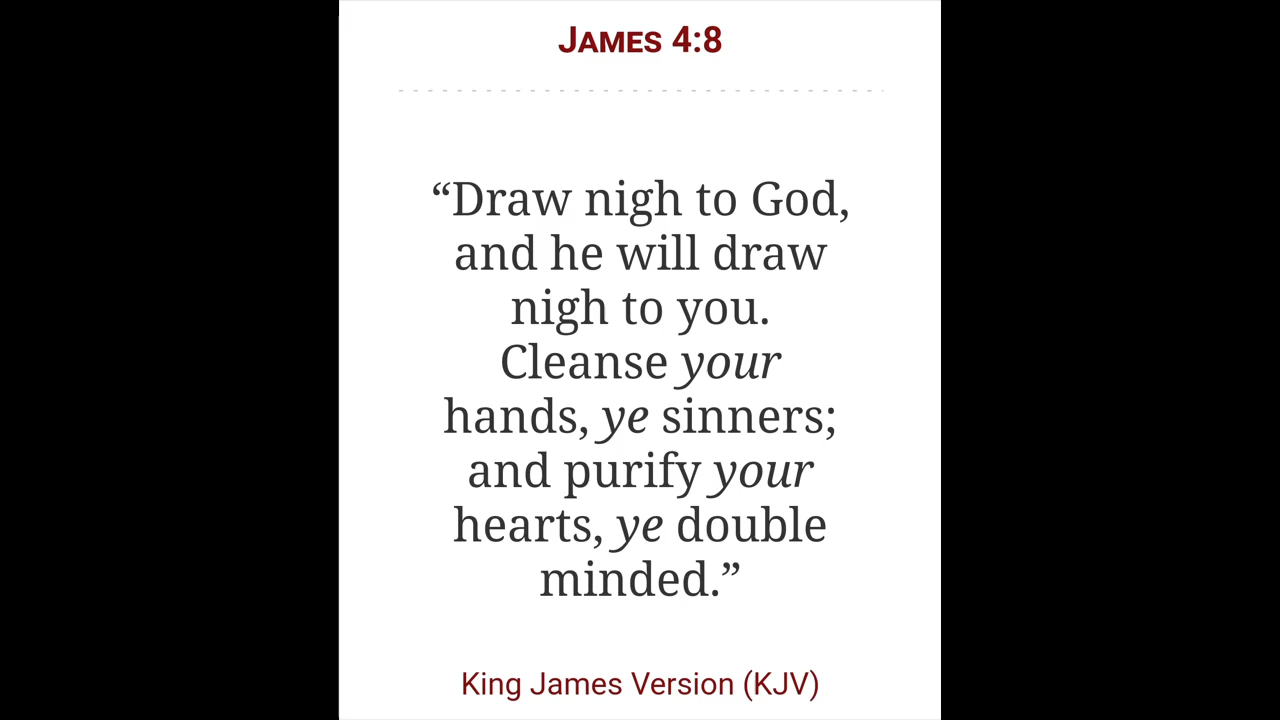 JAMES 4:8
“Draw nigh to God,
and he will draw
nigh to you.
Cleanse your
hands, ye sinners;
and purify your
hearts, ye double
minded.”
King James Version (KJV)